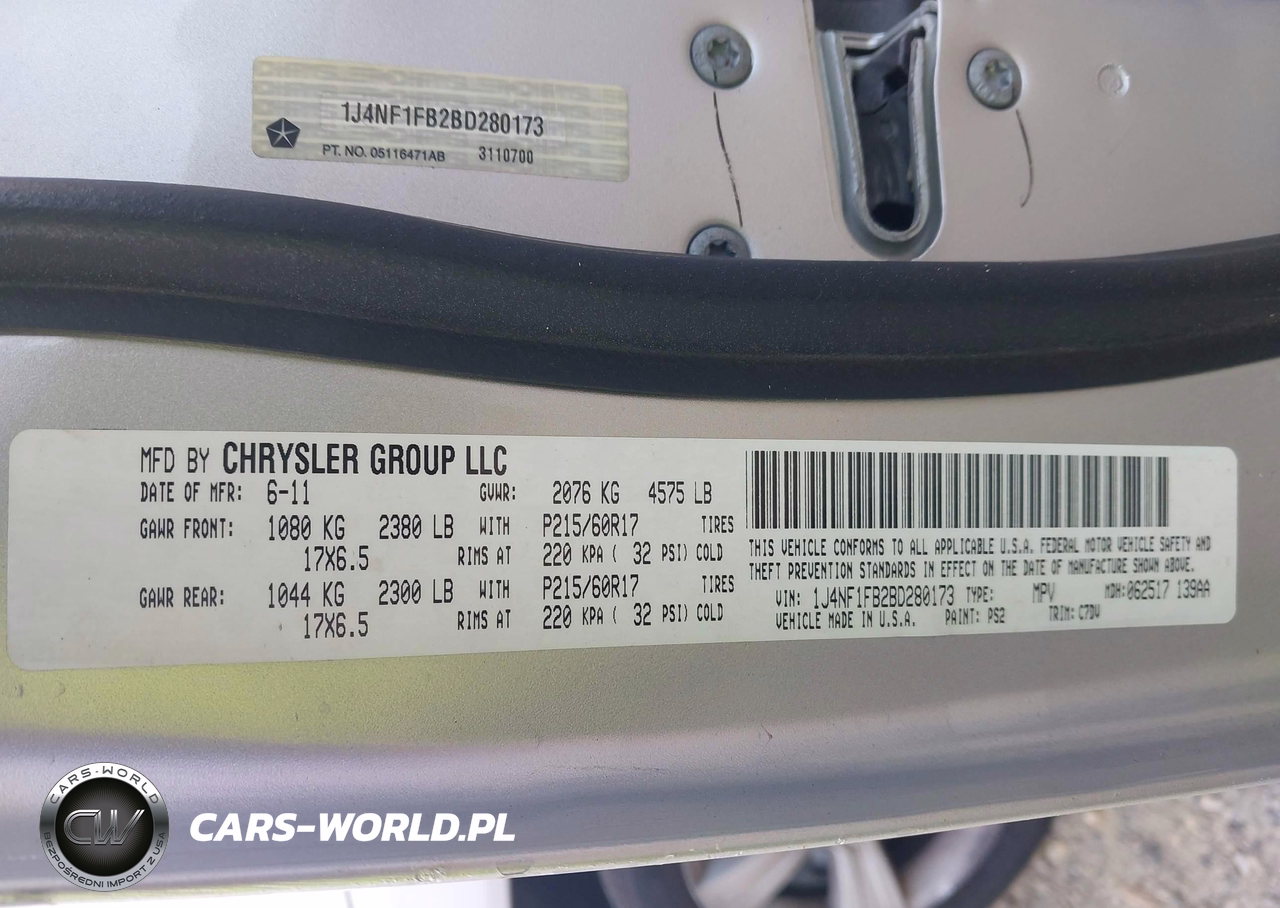 1J4NF1FB2BD280173
PT. NO. 05116471AB 3110700
MFD BY CHRYSLER GROUP LLC
DATE OF MFR: 6-11 GVWR: 2076 KG 4575 LB
GAWR FRONT: 1080 KG 2380 LB WITH P215/60R17 TIRES
17X6.5 RIMS AT 220 KPA ( 32 PSI) COLD
GAWR REAR: 1044 KG 2300 LB WITH P215/60R17 TIRES
17X6.5 RIMS AT 220 KPA ( 32 PSI) COLD
THIS VEHICLE CONFORMS TO ALL APPLICABLE U.S.A. FEDERAL MOTOR VEHICLE SAFETY AND
THEFT PREVENTION STANDARDS IN EFFECT ON THE DATE OF MANUFACTURE SHOWN ABOVE.
VIN: 1J4NF1FB2BD280173 TYPE: MPV MDH: 062517 139AA
VEHICLE MADE IN U.S.A. PAINT: PS2 TRIM: C7DV
CARS-WORLD
CW
BEZPOŚREDNI IMPORT Z USA
CARS-WORLD.PL